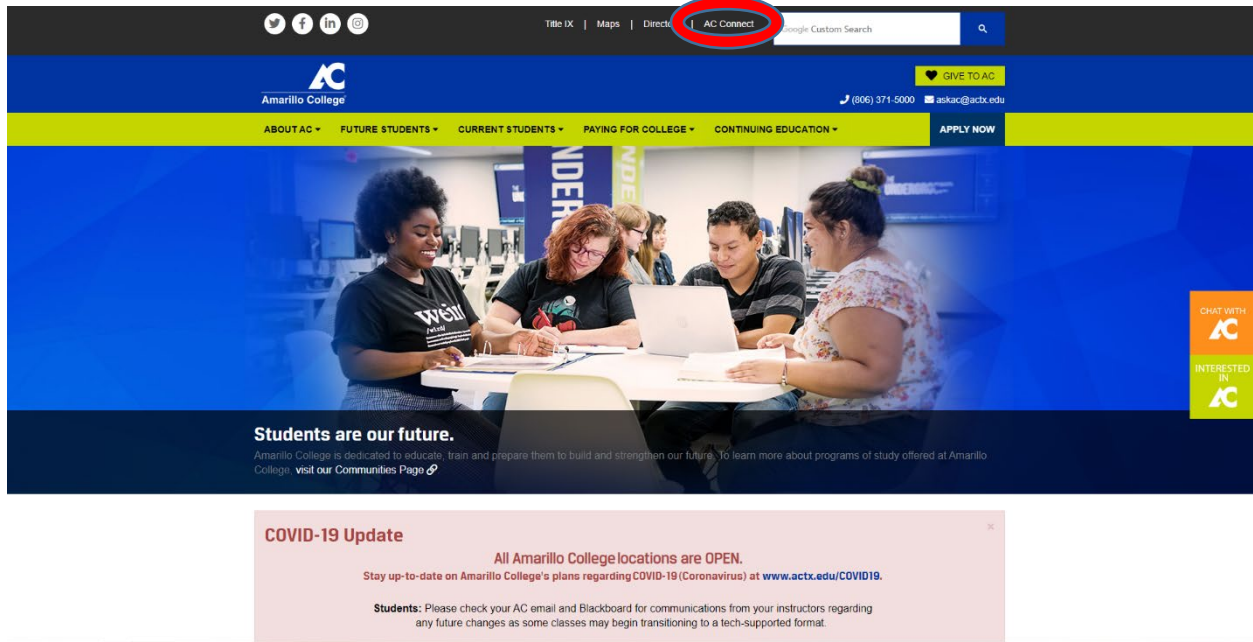 Title IX | Maps | Director | AC Connect
Google Custom Search
AC
Amarillo College
GIVE TO AC
(806) 371-5000 askac@actx.edu
ABOUT AC FUTURE STUDENTS CURRENT STUDENTS PAYING FOR COLLEGE CONTINUING EDUCATION APPLY NOW
CHAT WITH
AC
INTERESTED
IN
AC
Students are our future.
Amarillo College is dedicated to educate, train and prepare them to build and strengthen our future. To learn more about programs of study offered at Amarillo
College, visit our Communities Page
COVID-19 Update
All Amarillo College locations are OPEN.
Stay up-to-date on Amarillo College's plans regarding COVID-19 (Coronavirus) at www.actx.edu/COVID19.
Students: Please check your AC email and Blackboard for communications from your instructors regarding
any future changes as some classes may begin transitioning to a tech-supported format.